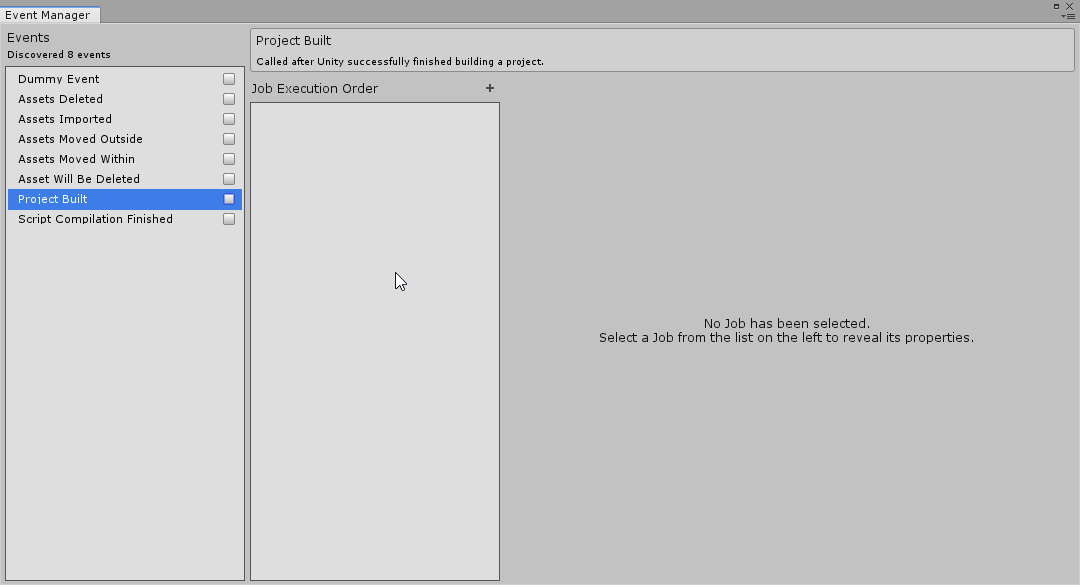 Event Manager
Events
Discovered 8 events
Dummy Event
Assets Deleted
Assets Imported
Assets Moved Outside
Assets Moved Within
Asset Will Be Deleted
Project Built
Script Compilation Finished
Project Built
Called after Unity successfully finished building a project.
Job Execution Order +
No Job has been selected.
Select a Job from the list on the left to reveal its properties.